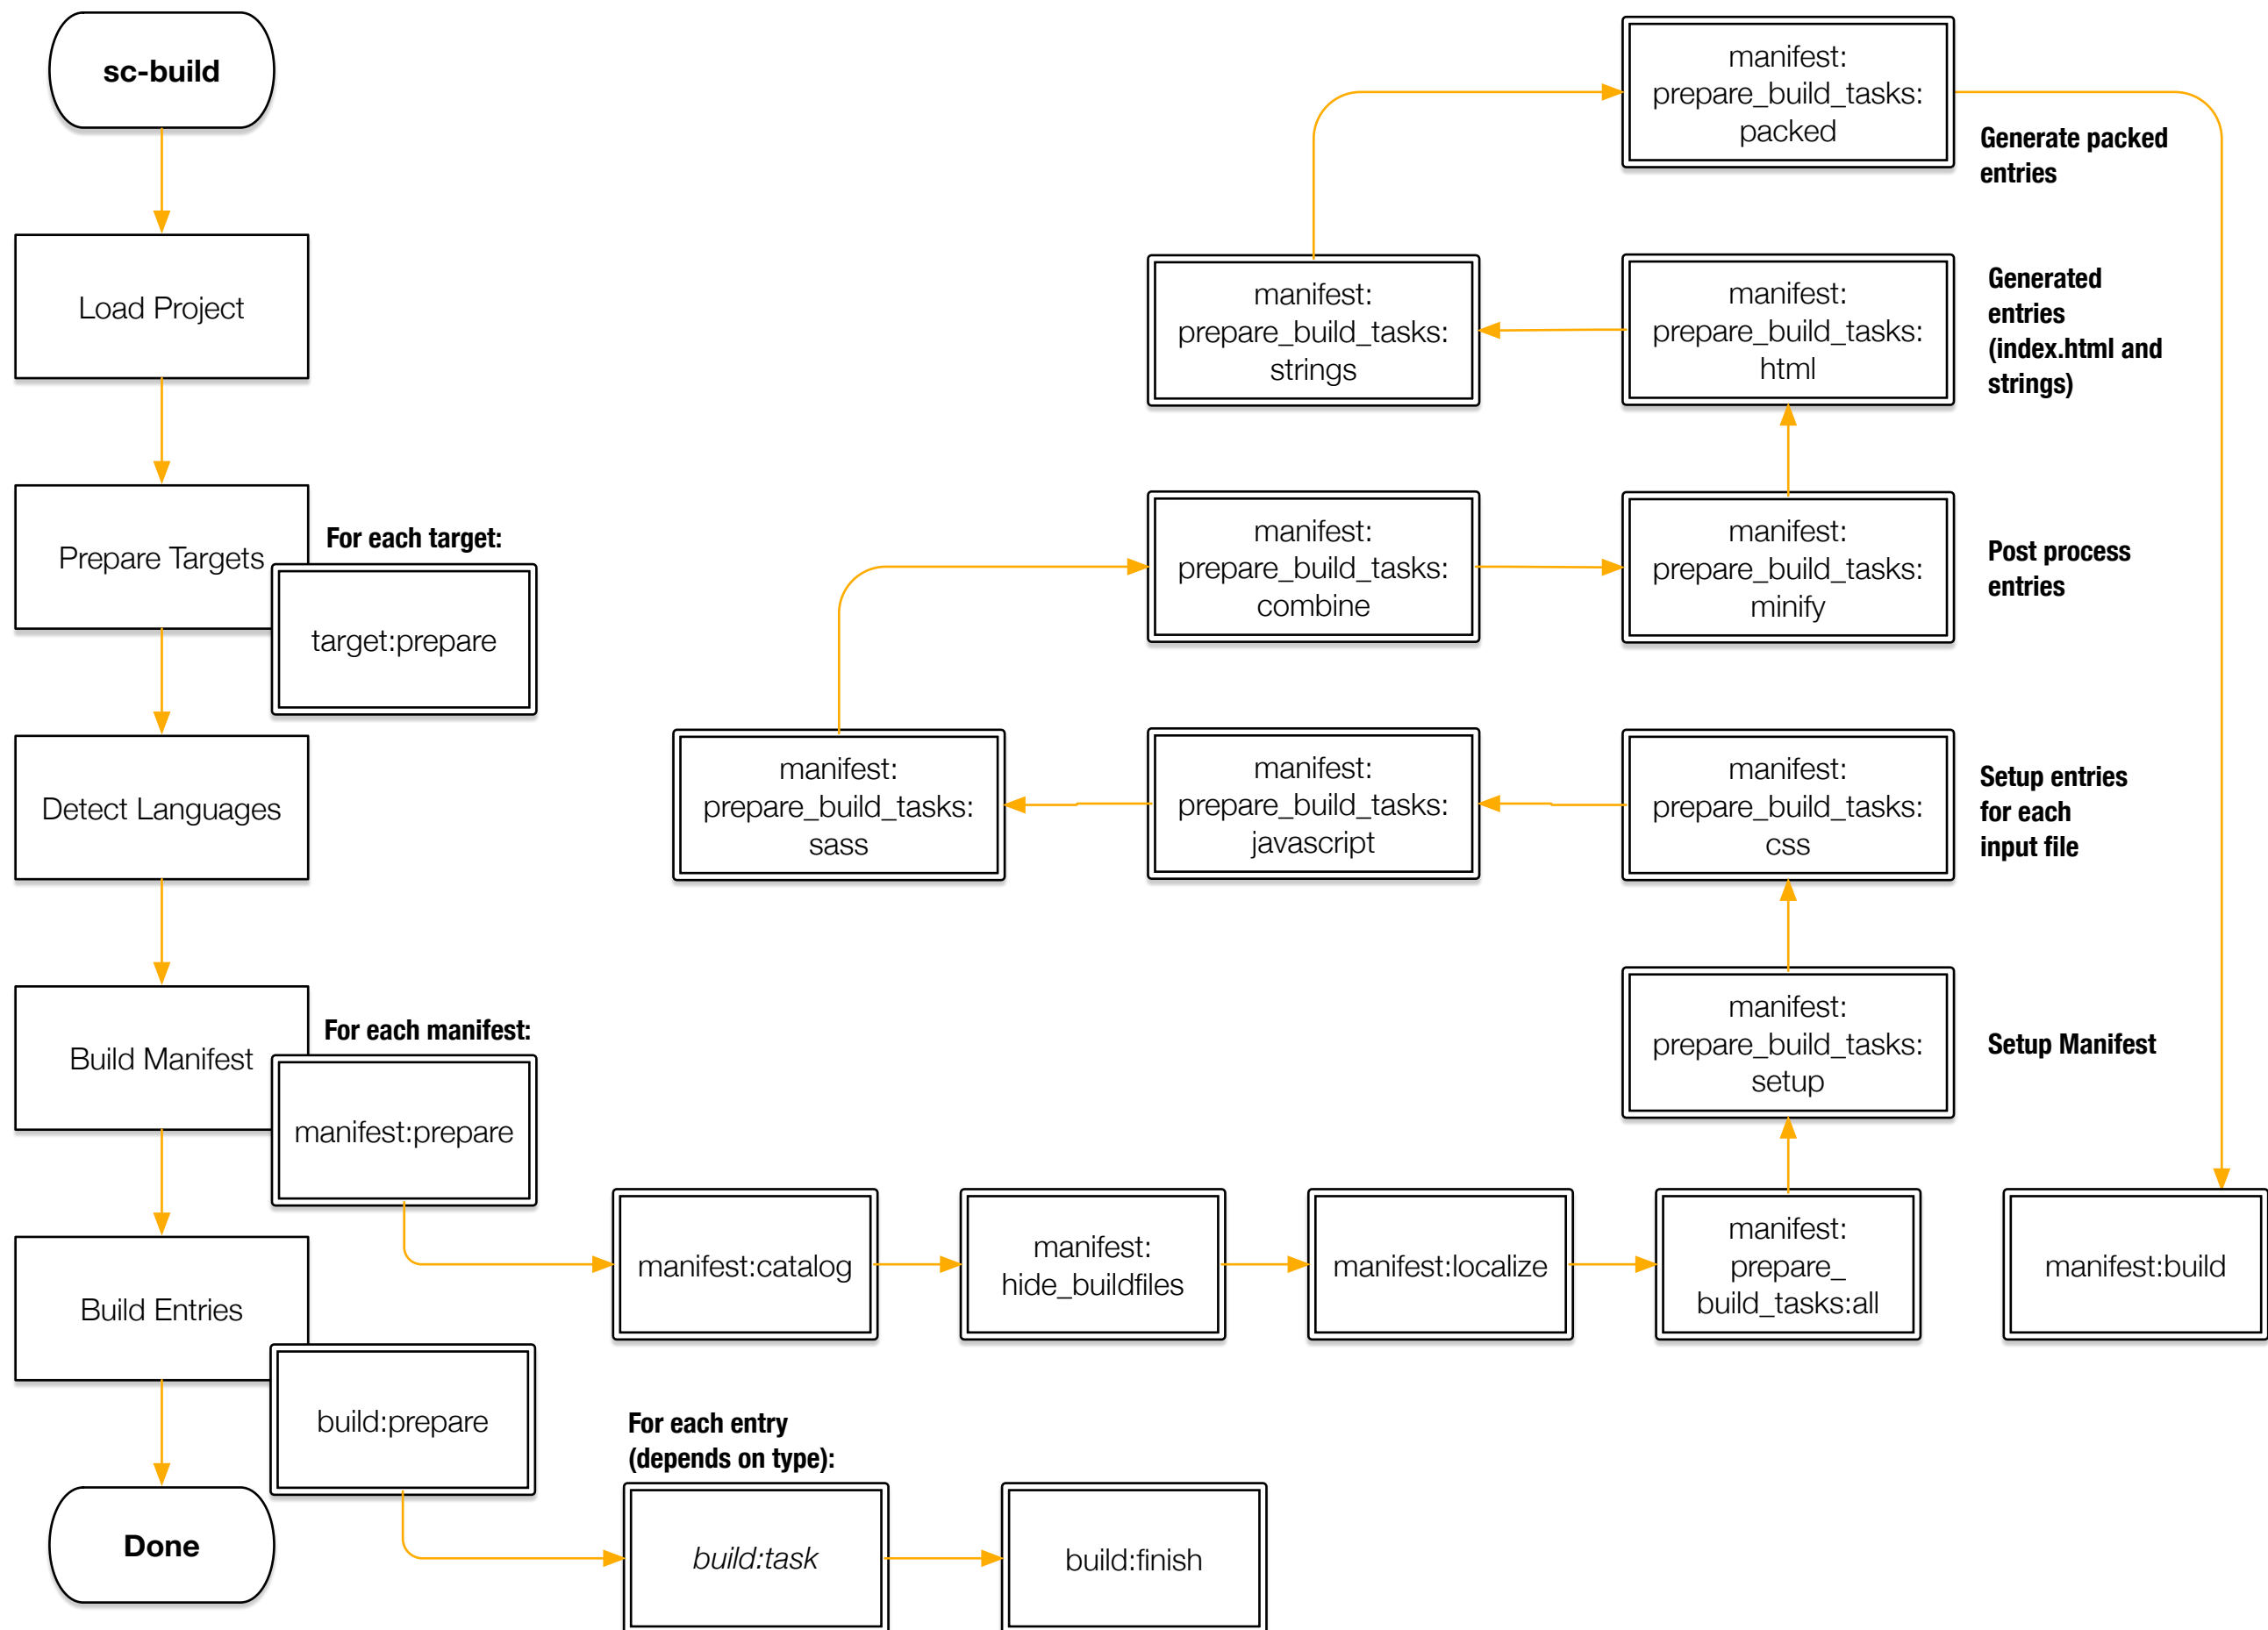 sc-build
Load Project
Prepare Targets
For each target:
target:prepare
Detect Languages
Build Manifest
For each manifest:
manifest:prepare
Build Entries
build:prepare
Done
manifest:
prepare_build_tasks:
packed
Generate packed
entries
manifest:
prepare_build_tasks:
strings
manifest:
prepare_build_tasks:
html
Generated
entries
(index.html and
strings)
manifest:
prepare_build_tasks:
combine
manifest:
prepare_build_tasks:
minify
Post process
entries
manifest:
prepare_build_tasks:
sass
manifest:
prepare_build_tasks:
javascript
manifest:
prepare_build_tasks:
css
Setup entries
for each
input file
manifest:
prepare_build_tasks:
setup
Setup Manifest
manifest:catalog
manifest:
hide_buildfiles
manifest:localize
manifest:
prepare_
build_tasks:all
manifest:build
For each entry
(depends on type):
build:task
build:finish